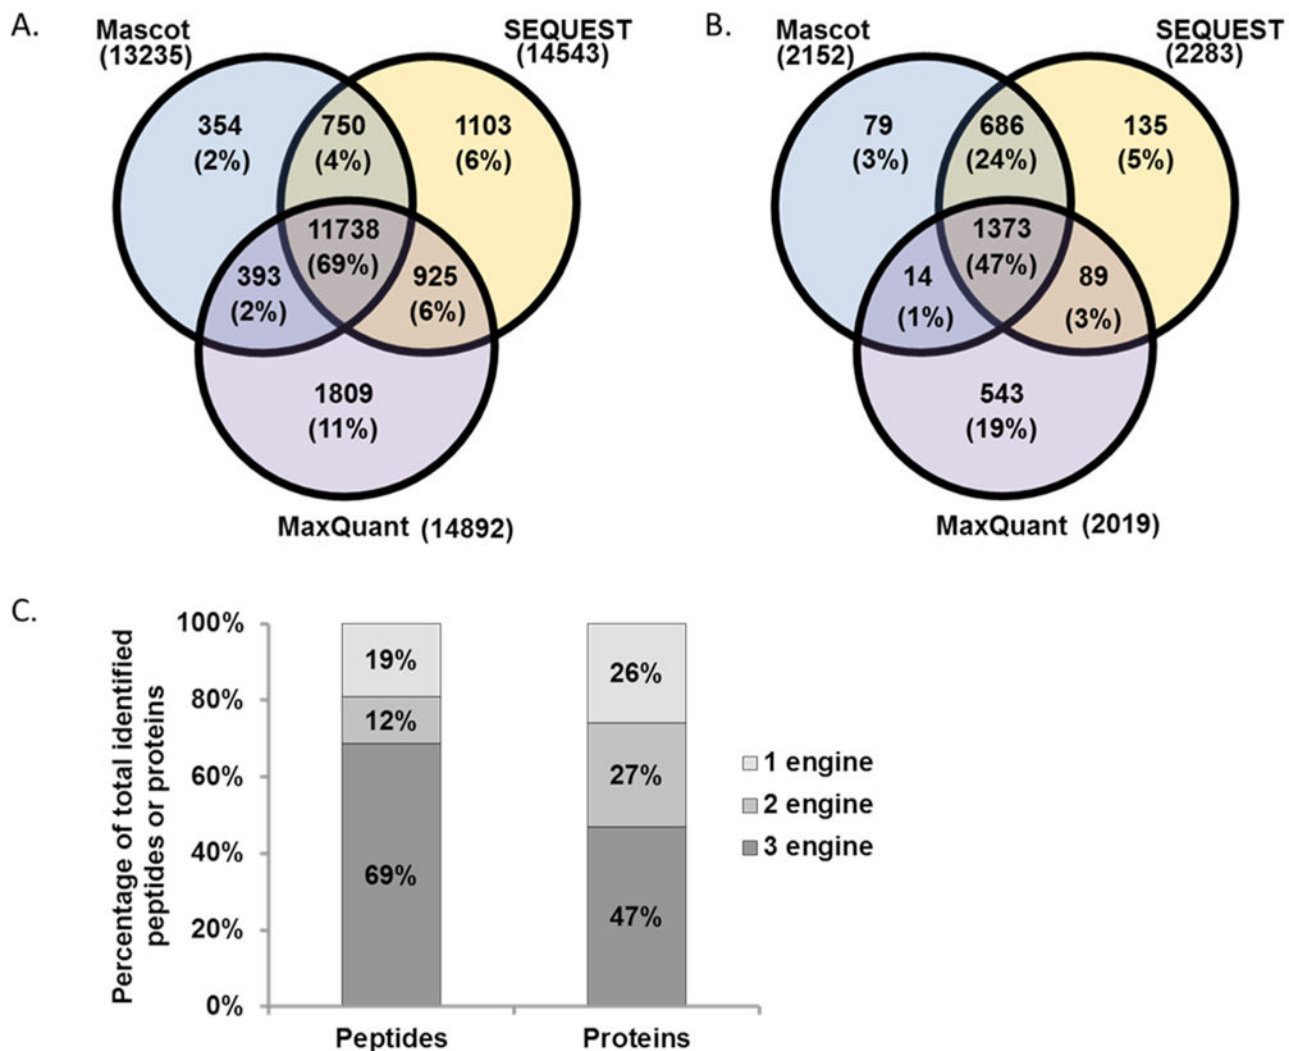 A.
Mascot
(13235)
SEQUEST
(14543)
354
(2%)
750
(4%)
1103
(6%)
11738
(69%)
393
(2%)
925
(6%)
1809
(11%)
MaxQuant (14892)
B.
Mascot
(2152)
SEQUEST
(2283)
79
(3%)
686
(24%)
135
(5%)
1373
(47%)
14
(1%)
89
(3%)
543
(19%)
MaxQuant (2019)
C.
Percentage of total identified
peptides or proteins
100%
80%
60%
40%
20%
0%
19%
12%
69%
26%
27%
47%
Peptides
Proteins
1 engine
2 engine
3 engine